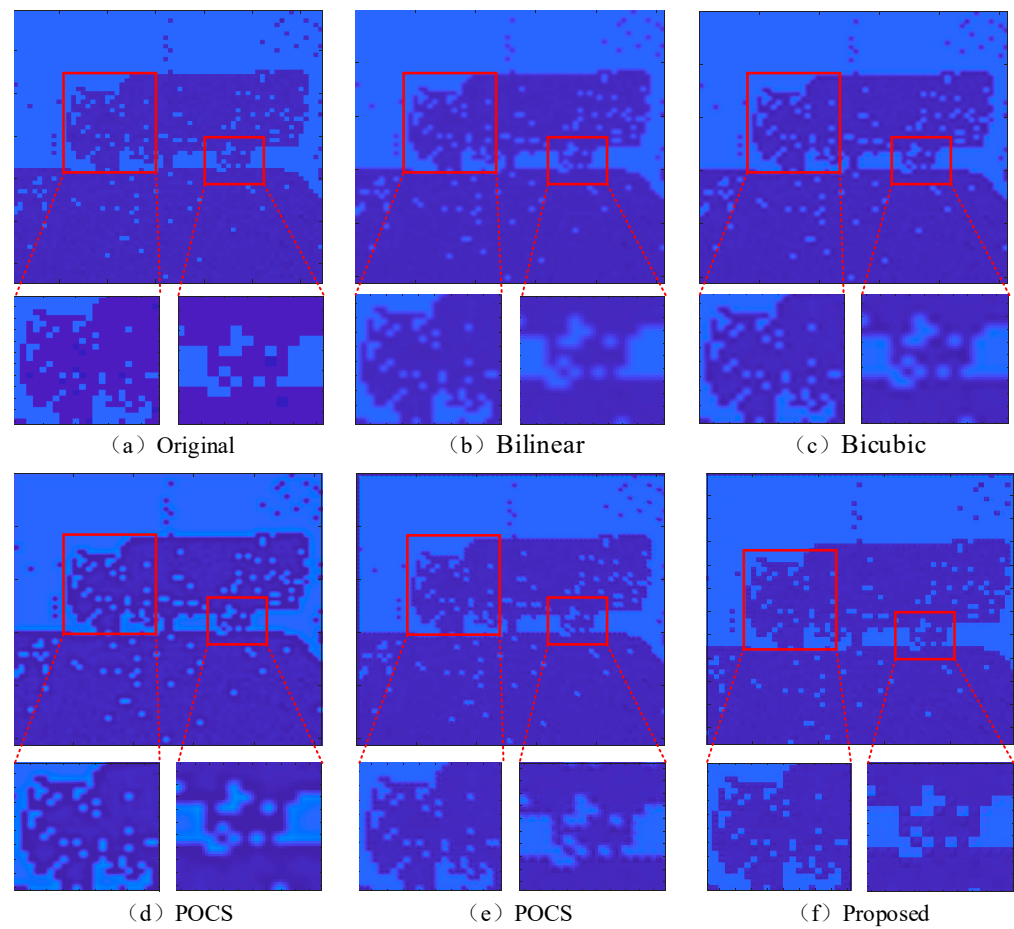 （a）Original
（b）Bilinear
（c）Bicubic
（d）POCS
（e）POCS
（f）Proposed